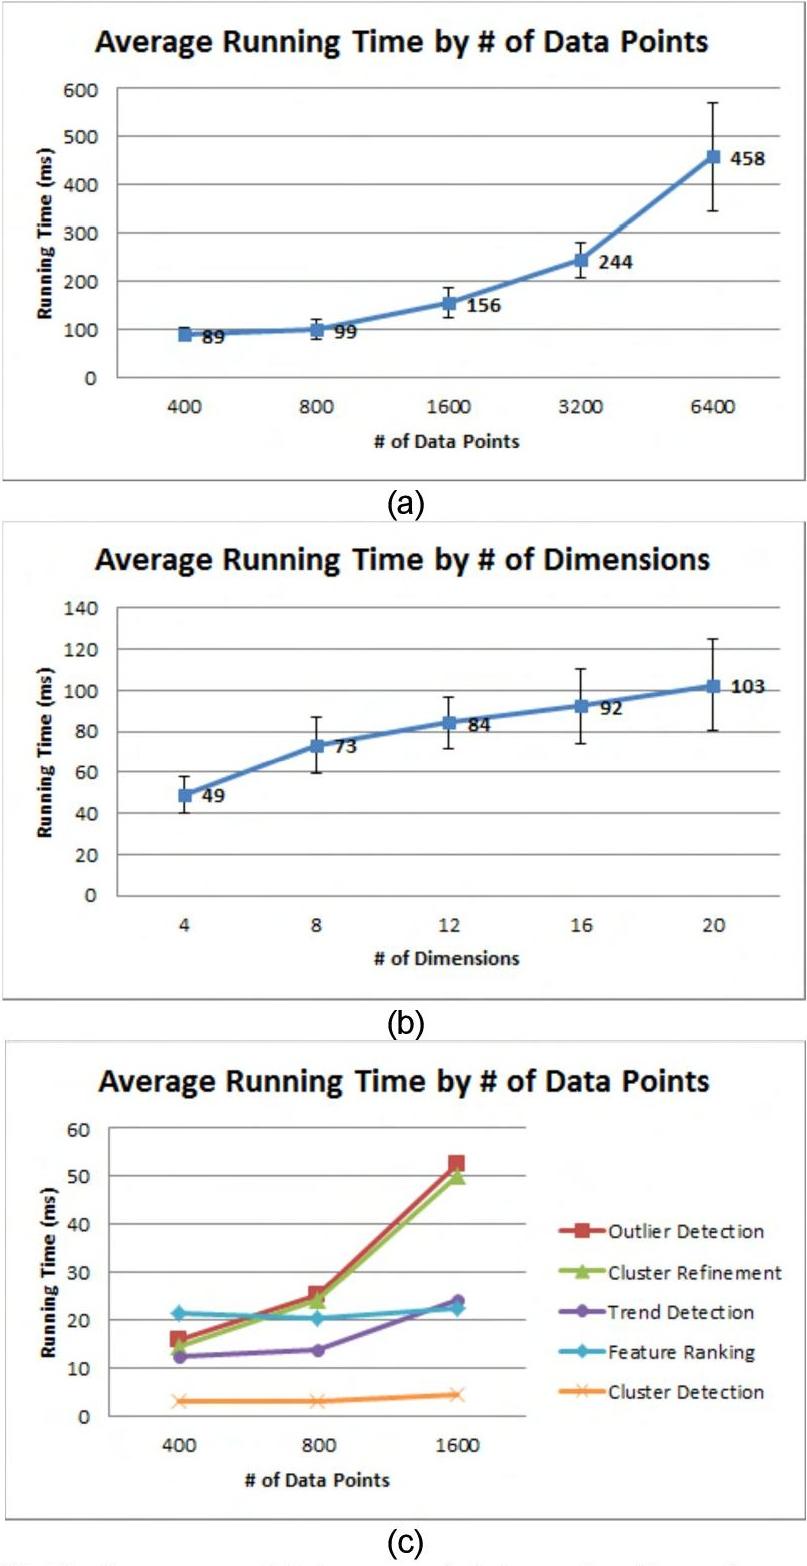 Average Running Time by # of Data Points
600
500
400
300
200
100
0
Running Time (ms)
89
99
156
244
458
400 800 1600 3200 6400
# of Data Points
(a)
Average Running Time by # of Dimensions
140
120
100
80
60
40
20
0
Running Time (ms)
49
73
84
92
103
4 8 12 16 20
# of Dimensions
(b)
Average Running Time by # of Data Points
60
50
40
30
20
10
0
Running Time (ms)
Outlier Detection
Cluster Refinement
Trend Detection
Feature Ranking
Cluster Detection
400 800 1600
# of Data Points
(c)